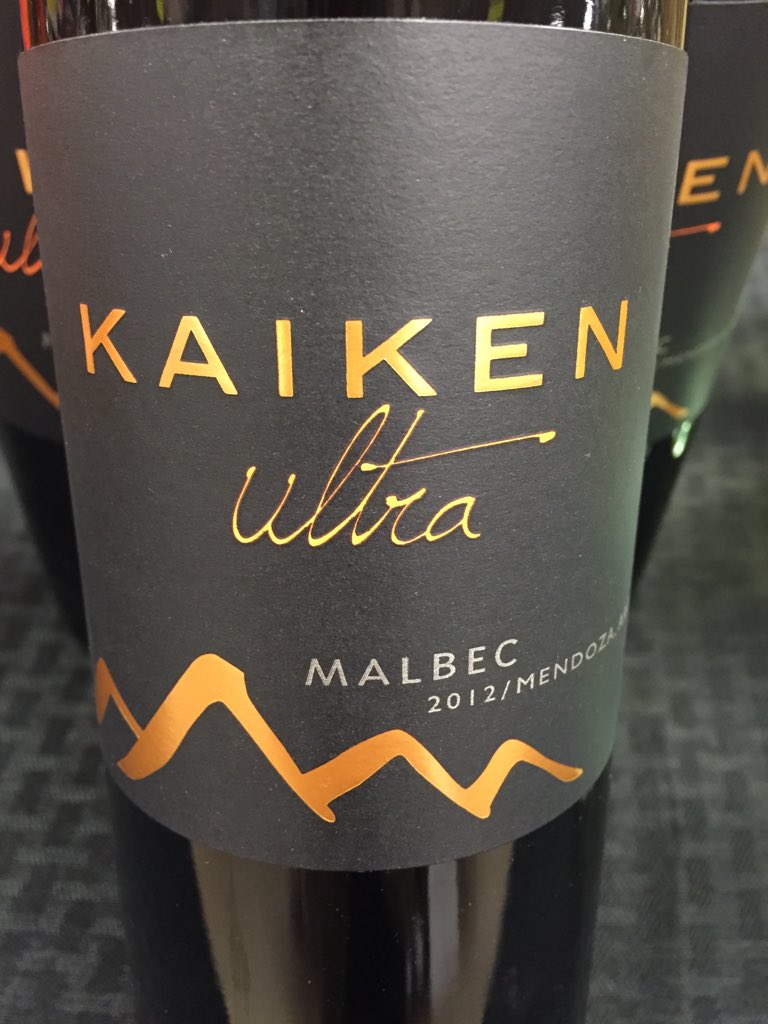 KAIKEN
ultra
MALBEC
2012/MENDOZA